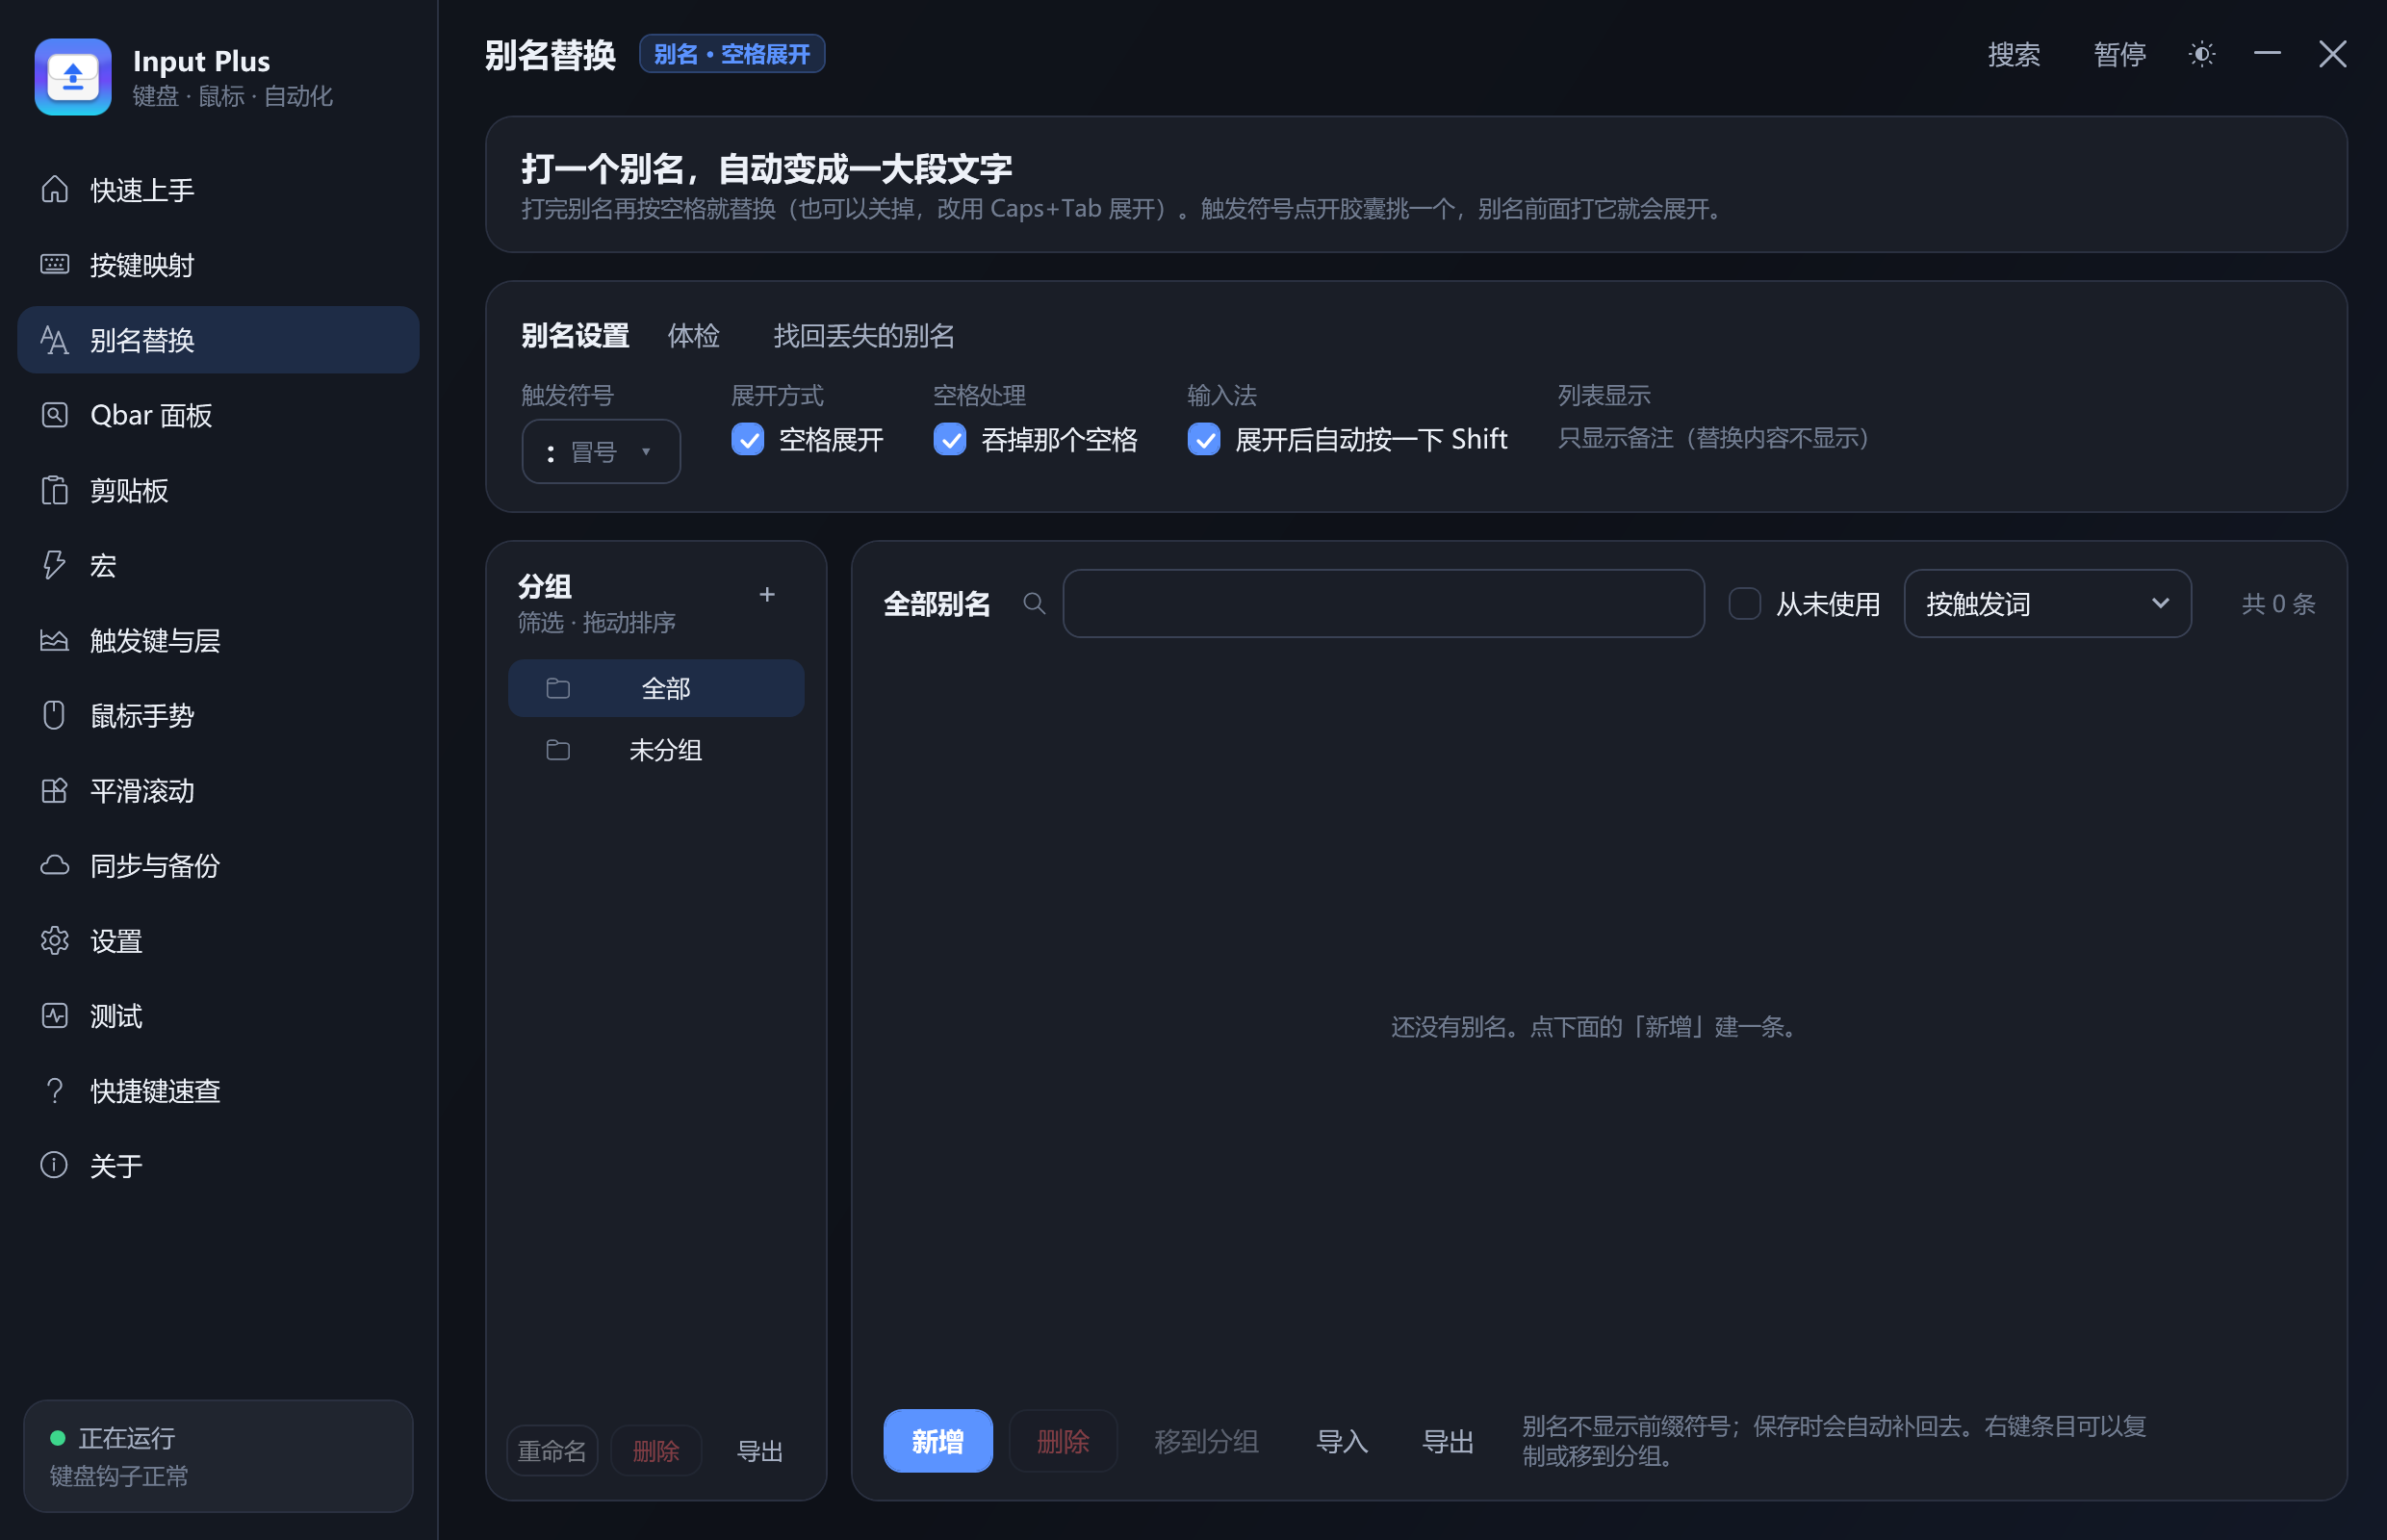 Input Plus
键盘 · 鼠标 · 自动化
快速上手
按键映射
别名替换
Qbar 面板
剪贴板
宏
触发键与层
鼠标手势
平滑滚动
同步与备份
设置
测试
快捷键速查
关于
正在运行
键盘钩子正常
别名替换
别名 · 空格展开
搜索
暂停
打一个别名，自动变成一大段文字
打完别名再按空格就替换（也可以关掉，改用 Caps+Tab 展开）。触发符号点开胶囊挑一个，别名前面打它就会展开。
别名设置
体检
找回丢失的别名
触发符号
展开方式
空格处理
输入法
列表显示
: 冒号
空格展开
吞掉那个空格
展开后自动按一下 Shift
只显示备注（替换内容不显示）
分组
+
筛选 · 拖动排序
全部
未分组
重命名
删除
导出
全部别名
从未使用
按触发词
共 0 条
还没有别名。点下面的「新增」建一条。
新增
删除
移到分组
导入
导出
别名不显示前缀符号；保存时会自动补回去。右键条目可以复
制或移到分组。